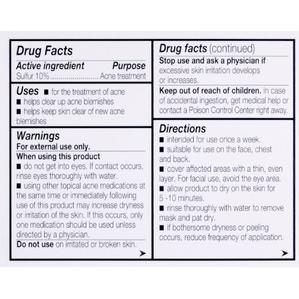 Drug Facts
Active ingredient Purpose
Sulfur 10% ........................ Acne treatment
Uses ■ for the treatment of acne
■ helps clear up acne blemishes
■ helps keep skin clear of new acne
blemishes
Warnings
For external use only.
When using this product
■ do not get into eyes. If contact occurs,
rinse eyes thoroughly with water.
■ using other topical acne medications at
the same time or immediately following
use of this product may increase dryness
or irritation of the skin. If this occurs, only
one medication should be used unless
directed by a physician.
Do not use on irritated or broken skin.
Drug facts (continued)
Stop use and ask a physician if
excessive skin irritation develops
or increases.
Keep out of reach of children. In case
of accidental ingestion, get medical help or
contact a Poison Control Center right away.
Directions
■ intended for use once a week.
■ suitable for use on the face, chest
and back.
■ cover affected areas with a thin, even
layer. For facial use, avoid the eye area.
■ allow product to dry on the skin for
5 -10 minutes.
■ rinse thoroughly with water to remove
mask and pat dry.
■ if bothersome dryness or peeling
occurs, reduce frequency of application.